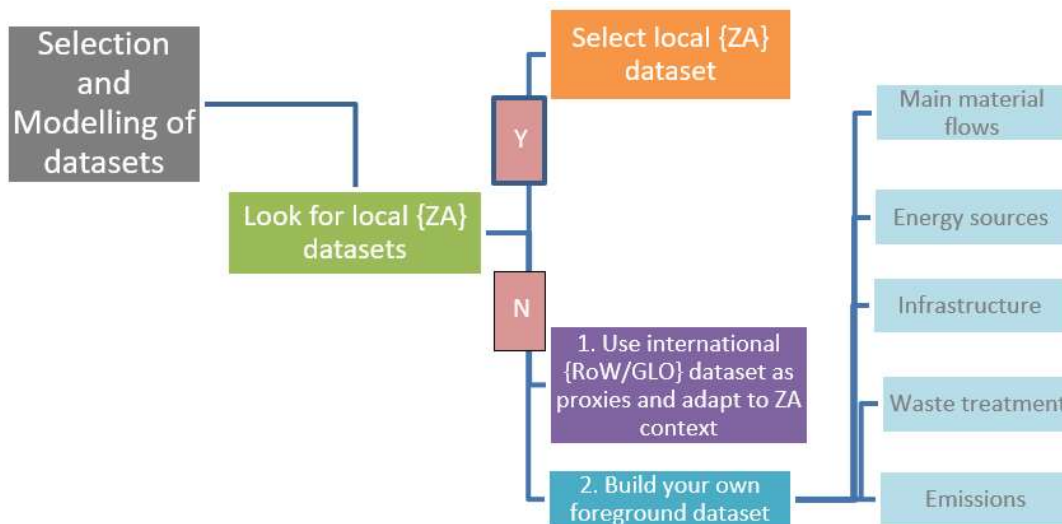 Selection
and
Modelling of
datasets
Look for local {ZA}
datasets
Y
N
Select local {ZA}
dataset
1. Use international
{RoW/GLO} dataset as
proxies and adapt to ZA
context
2. Build your own
foreground dataset
Main material
flows
Energy sources
Infrastructure
Waste treatment
Emissions